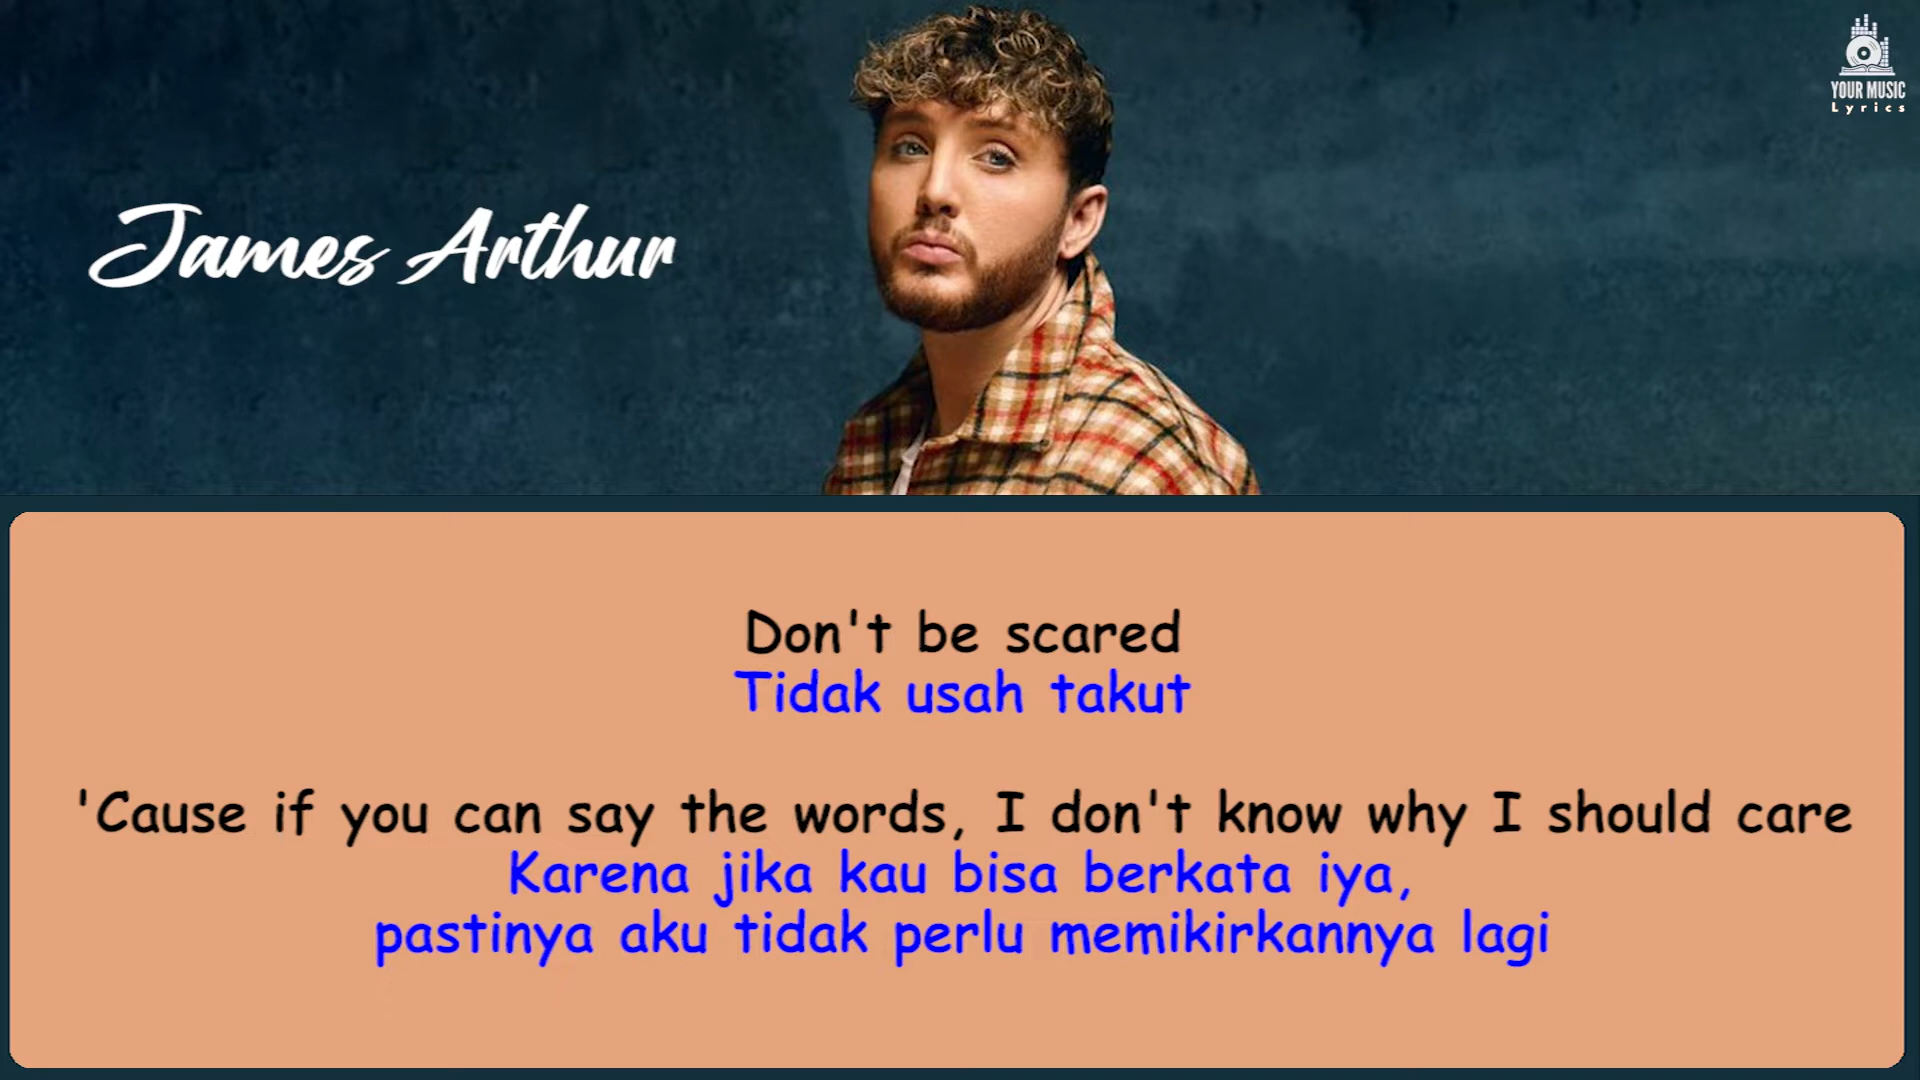 YOUR MUSIC
Lyrics
James Arthur
Don't be scared
Tidak usah takut
'Cause if you can say the words, I don't know why I should care
Karena jika kau bisa berkata iya,
pastinya aku tidak perlu memikirkannya lagi